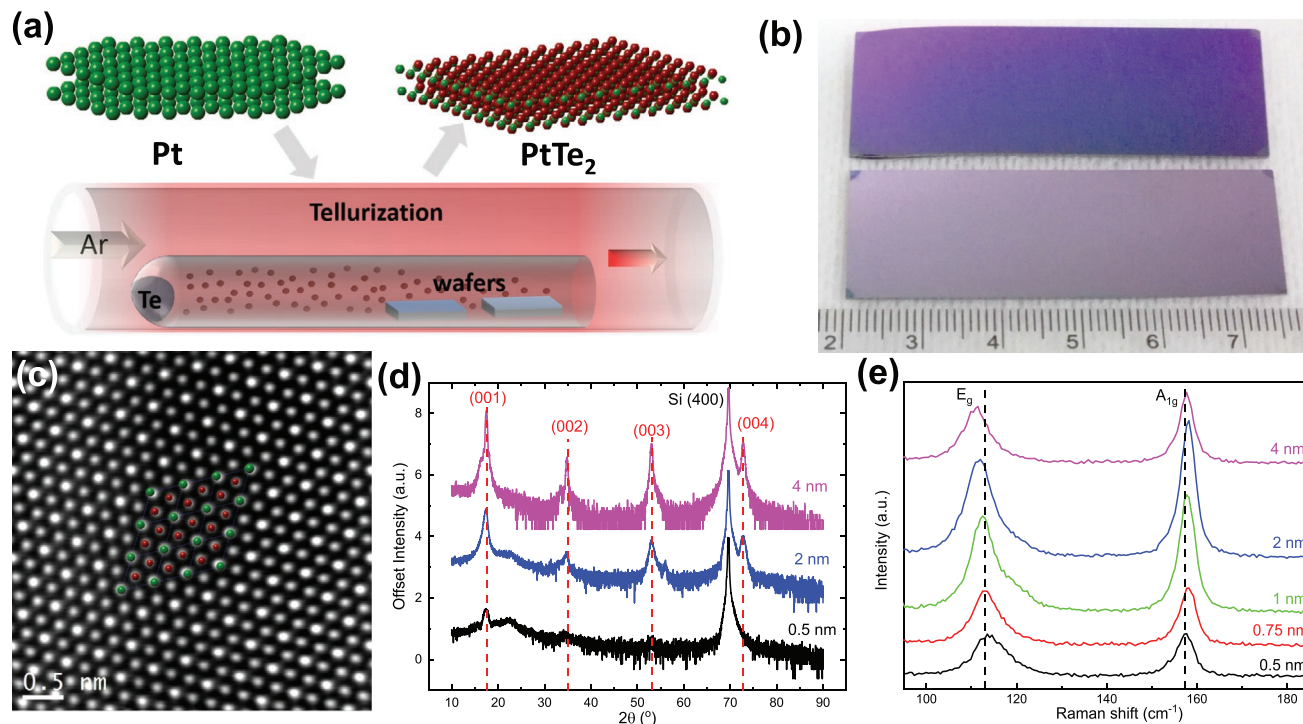 (a)
Pt
PtTe₂
Tellurization
Ar
Te
wafers
(b)
2 3 4 5 6 7
(c)
0.5 nm
(d)
Offset Intensity (a.u.)
8
6
4
2
0
(001)
(002)
(003)
Si (400)
(004)
4 nm
2 nm
0.5 nm
10 20 30 40 50 60 70 80 90
2θ (°)
(e)
Intensity (a.u.)
E_g
A_1g
4 nm
2 nm
1 nm
0.75 nm
0.5 nm
100 120 140 160 180
Raman shift (cm⁻¹)